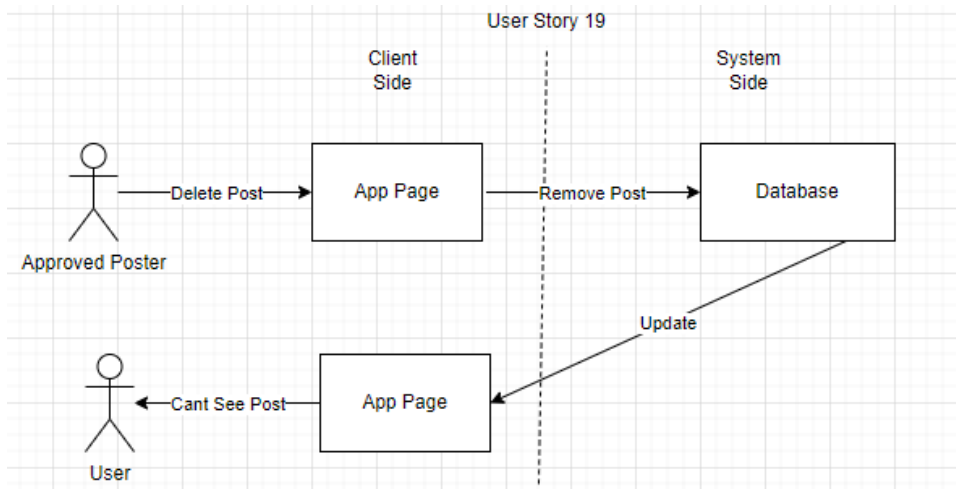 User Story 19
Client
Side
System
Side
Delete Post
App Page
Remove Post
Database
Approved Poster
Update
Cant See Post
App Page
User